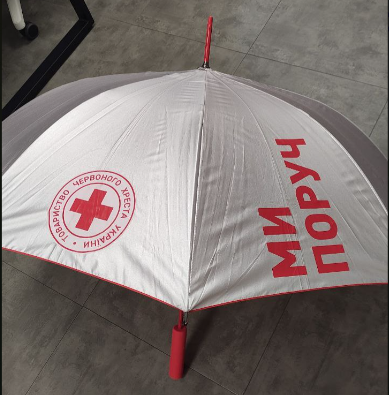 ТОВАРИСТВО ЧЕРВОНОГО ХРЕСТА УКРАЇНИ
МИ
ПОРУЧ